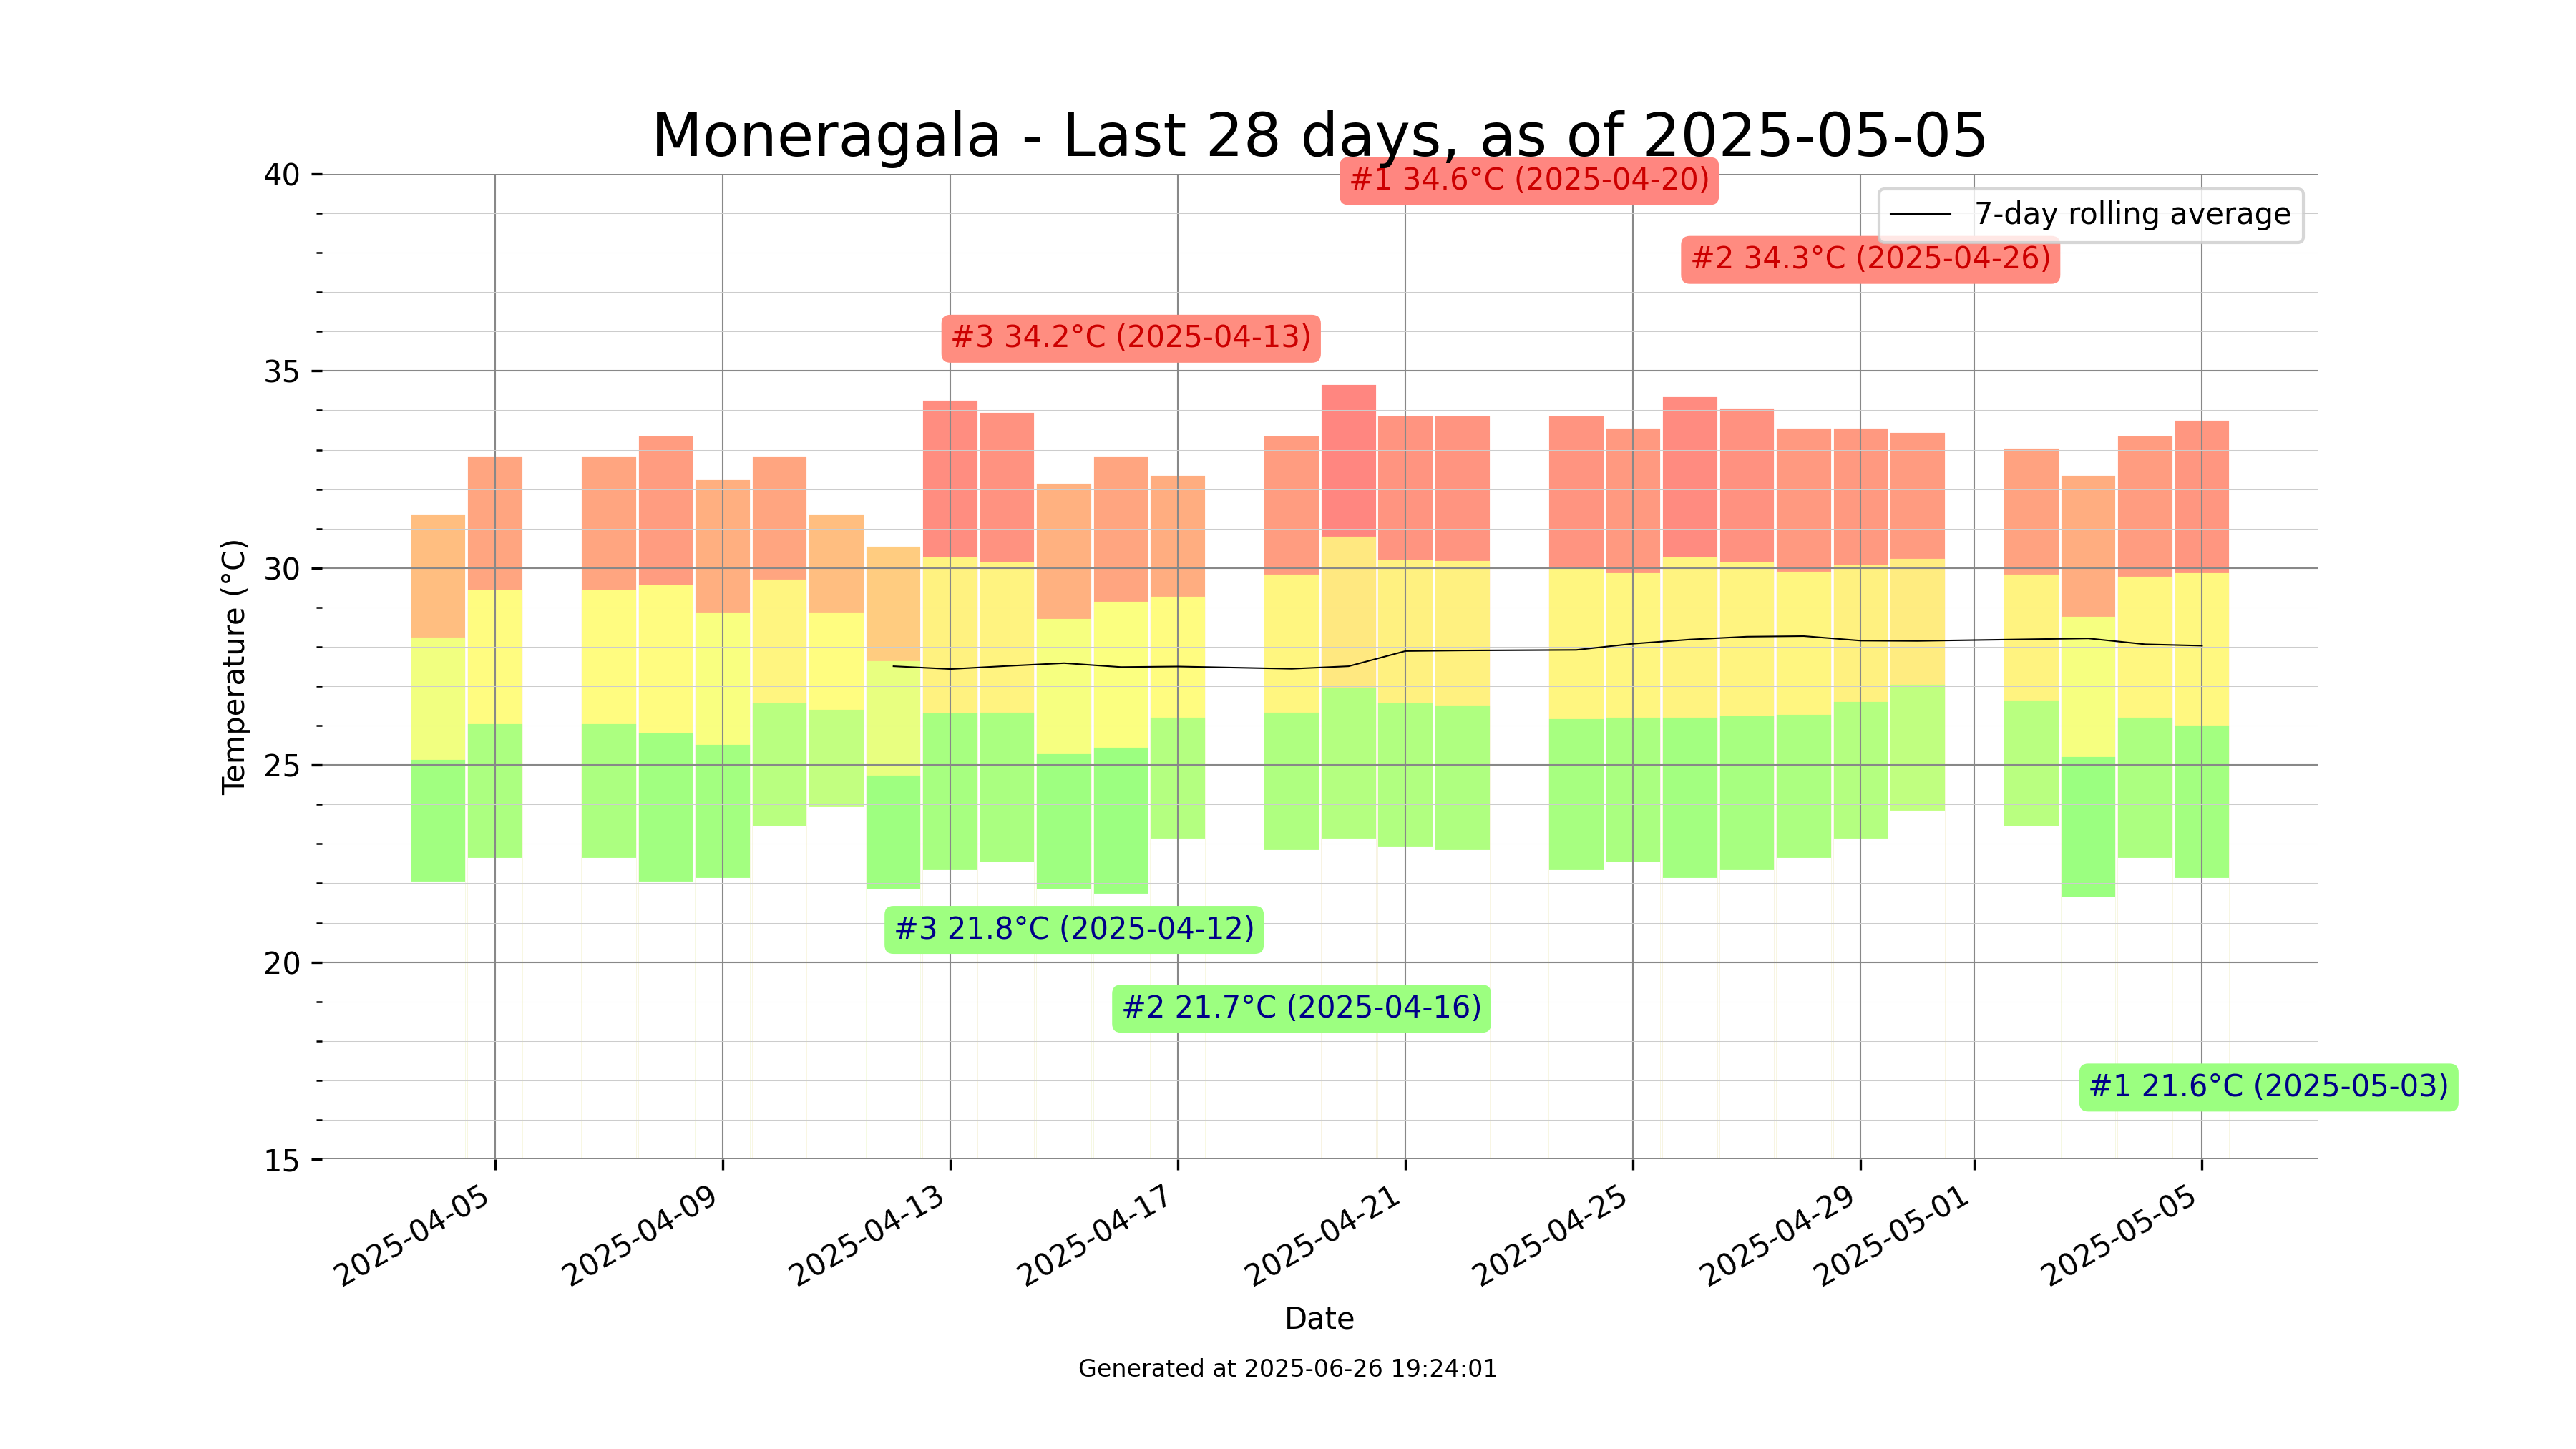 Moneragala - Last 28 days, as of 2025-05-05
#1 34.6°C (2025-04-20)
7-day rolling average
#2 34.3°C (2025-04-26)
#3 34.2°C (2025-04-13)
40
35
30
25
20
15
Temperature (°C)
#3 21.8°C (2025-04-12)
#2 21.7°C (2025-04-16)
#1 21.6°C (2025-05-03)
2025-04-05
2025-04-09
2025-04-13
2025-04-17
2025-04-21
2025-04-25
2025-04-29
2025-05-01
2025-05-05
Date
Generated at 2025-06-26 19:24:01